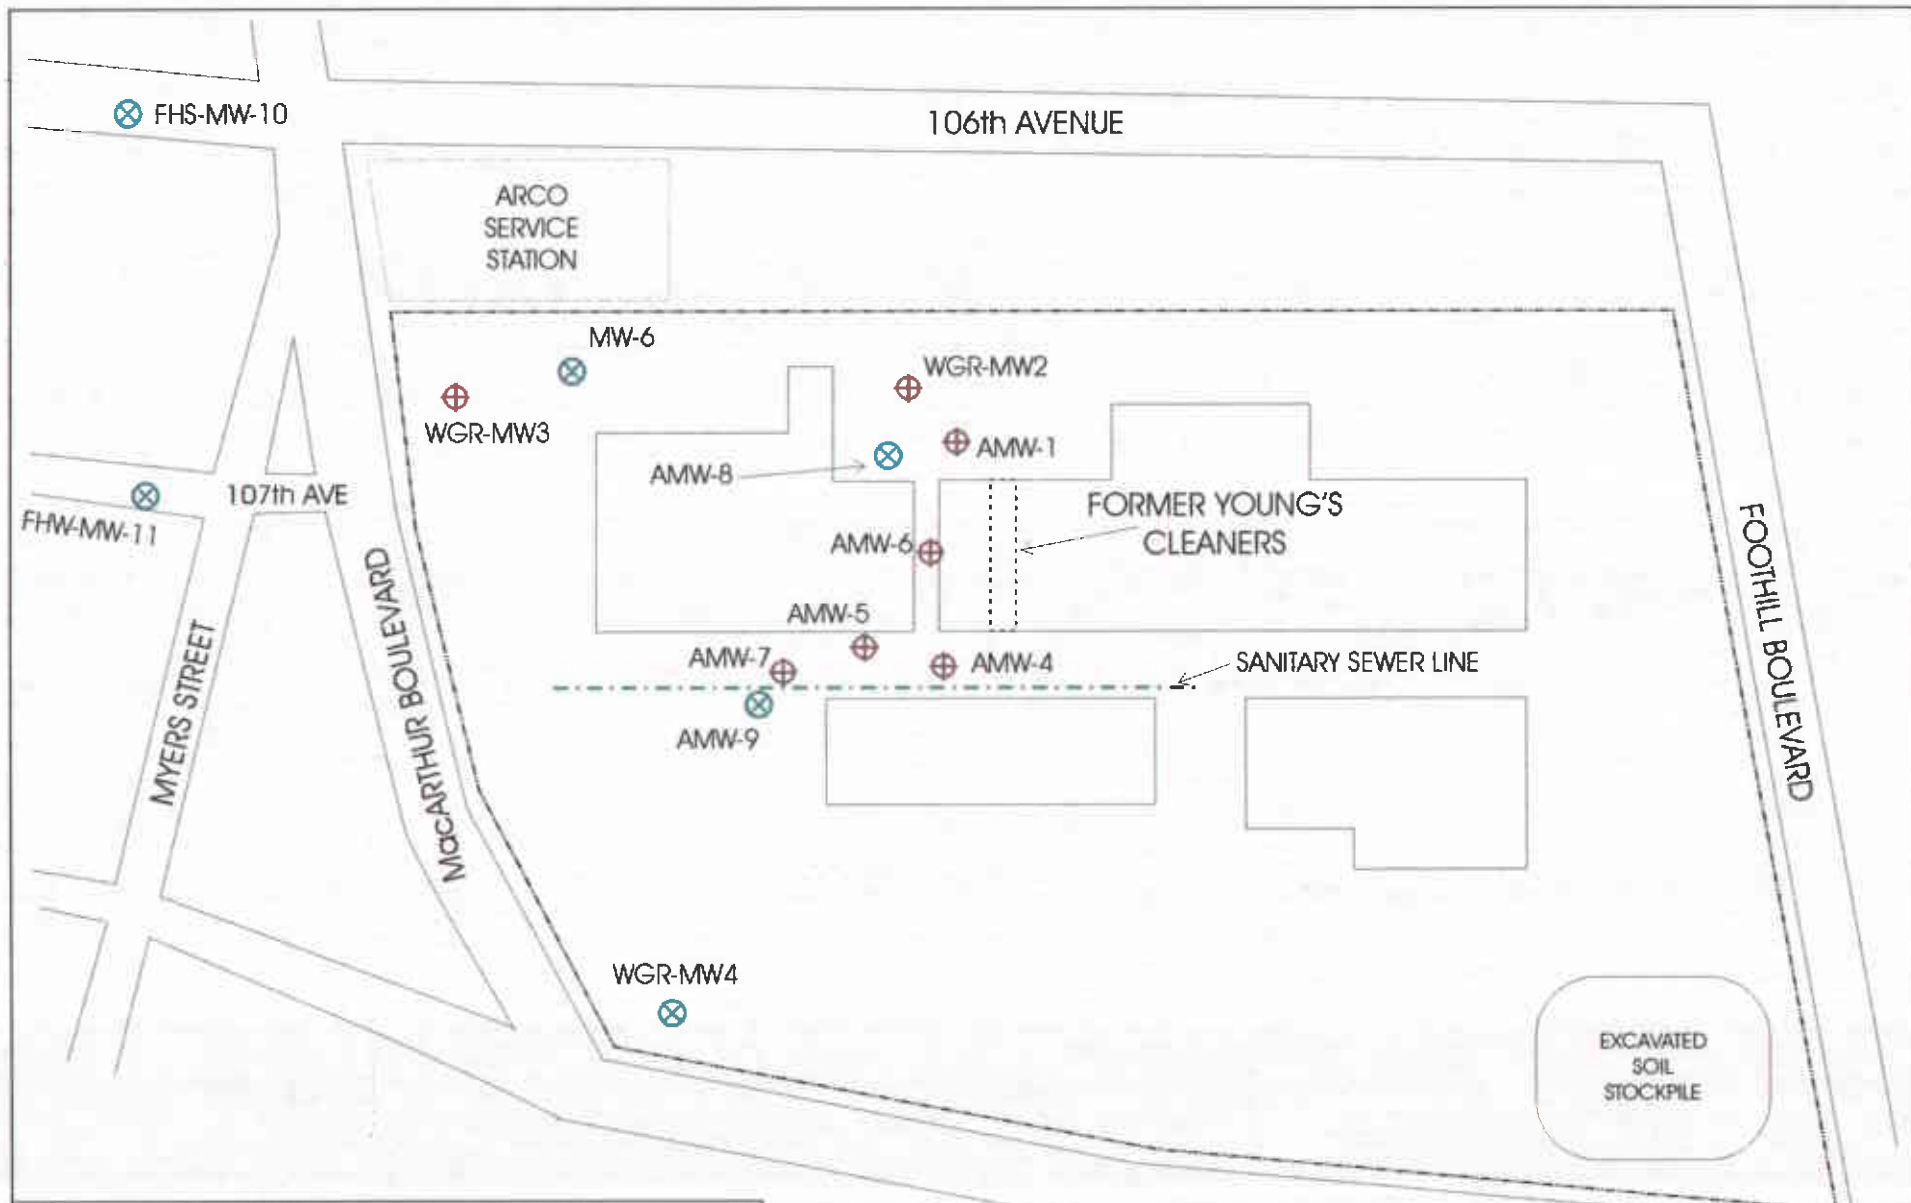 FHS-MW-10
106th AVENUE
ARCO
SERVICE
STATION
MW-6
WGR-MW2
WGR-MW3
AMW-1
AMW-8
107th AVE
FHW-MW-11
FORMER YOUNG'S
CLEANERS
AMW-6
FOOTHILL BOULEVARD
MacARTHUR BOULEVARD
MYERS STREET
AMW-5
AMW-7
AMW-4
SANITARY SEWER LINE
AMW-9
WGR-MW4
EXCAVATED
SOIL
STOCKPILE